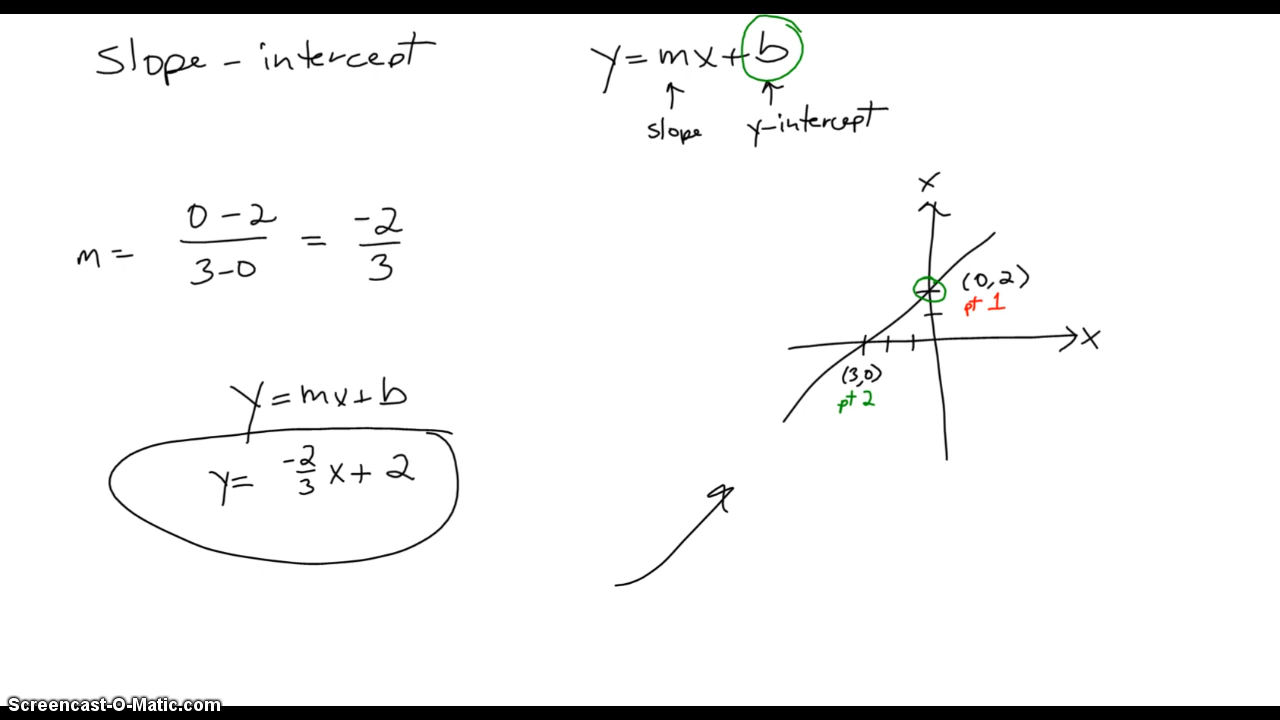 Slope - intercept
y = mx + b
slope
y-intercept
m = 0 - 2 / 3 - 0 = -2 / 3
x
(0, 2)
pt 1
x
(3, 0)
pt 2
y = mx + b
y = -2/3 x + 2
Screencast-O-Matic.com